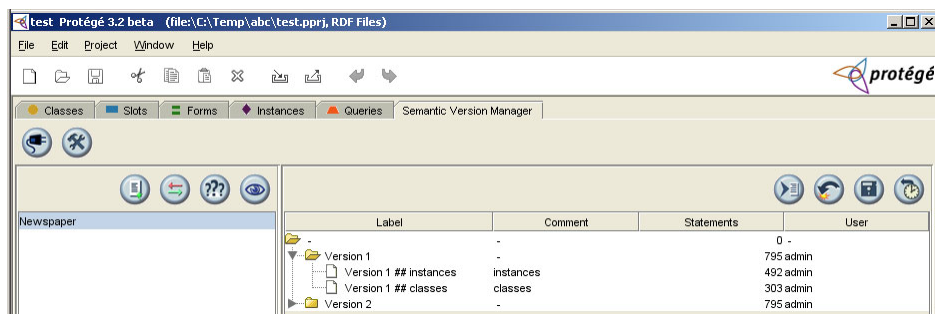 test Protégé 3.2 beta (file:\C:\Temp\abc\test.pprj, RDF Files)
File Edit Project Window Help
protégé
Classes Slots Forms Instances Queries Semantic Version Manager
???
Newspaper
Label Comment Statements User
- - 0 -
Version 1 - 795 admin
Version 1 ## instances instances 492 admin
Version 1 ## classes classes 303 admin
Version 2 - 795 admin